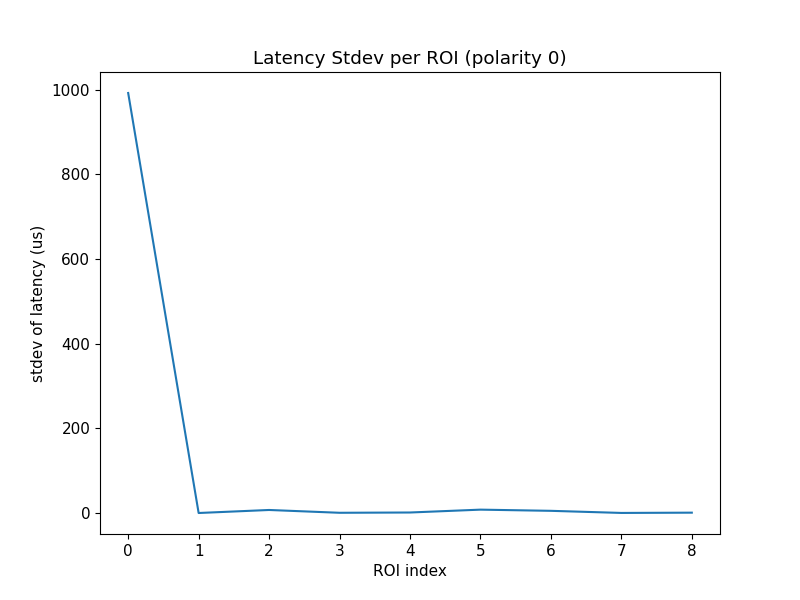 Latency Stdev per ROI (polarity 0)
1000
800
600
400
200
0
stdev of latency (us)
0 1 2 3 4 5 6 7 8
ROI index